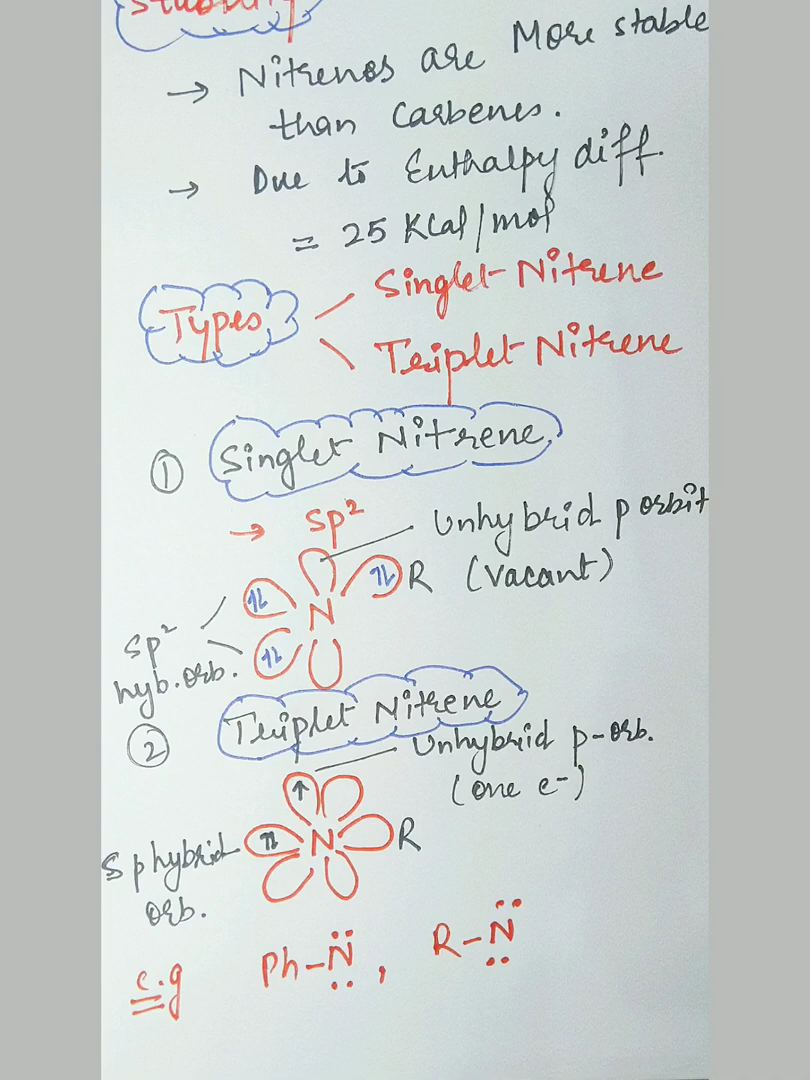 Stability
→ Nitrenes are More stable
than Carbenes.
→ Due to Enthalpy diff.
= 25 Kcal/mol
Types
Singlet Nitrene
Triplet Nitrene
① Singlet Nitrene
→ Sp²
Unhybrid p orbit
(Vacant)
⇅ N ⇅ R
⇅
Sp²
hyb.orb.
② Triplet Nitrene
Unhybrid p-orb.
(one e-)
↑
⇅ N R
Sp hybrid
orb.
e.g Ph-N̈: , R-N̈: